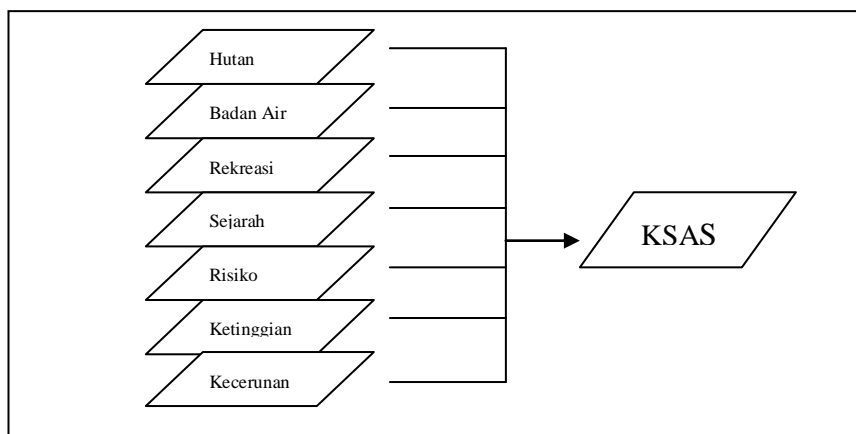 Hutan
Badan Air
Rekreasi
Sejarah
Risiko
Ketinggian
Kecerunan
KSAS